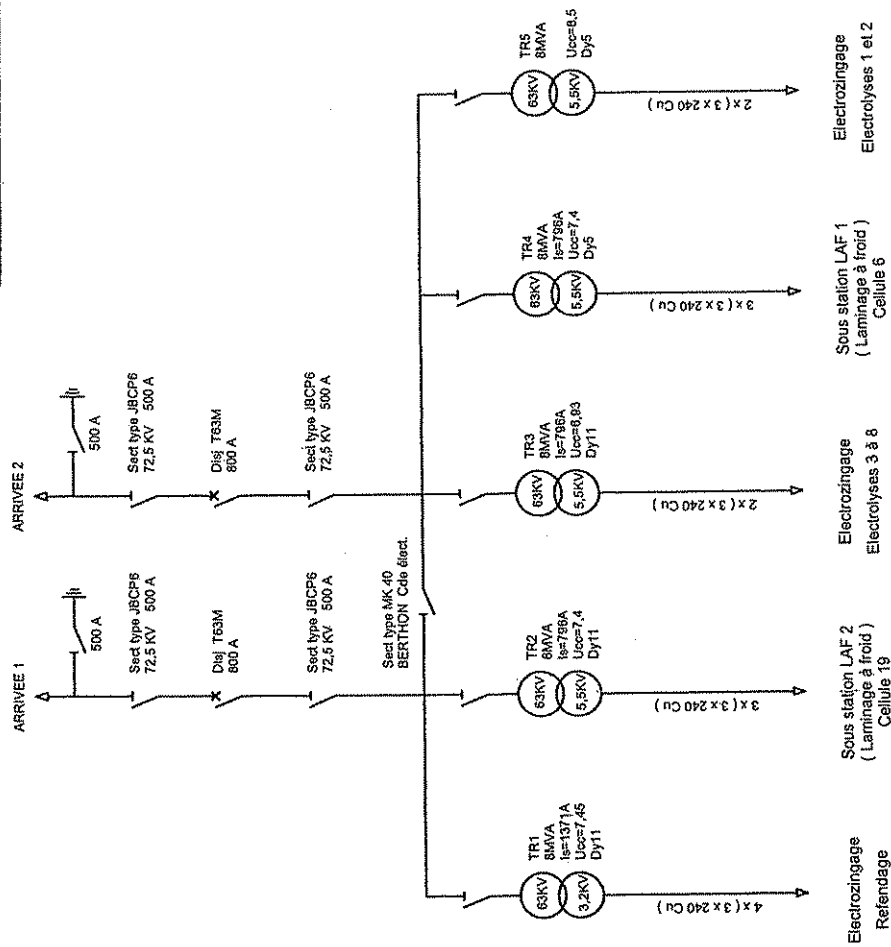 ARRIVEE 1
500 A
Sect type JBCP6
72,5 KV 500 A
Disj T63M
800 A
Sect type JBCP6
72,5 KV 500 A
ARRIVEE 2
500 A
Sect type JBCP6
72,5 KV 500 A
Disj T63M
800 A
Sect type JBCP6
72,5 KV 500 A
Sect type MK 40
BERTHON Cde élect.
63KV
3,2KV
TR1
8MVA
Is=1371A
Ucc=7,45
Dy11
4 x ( 3 x 240 Cu )
Electrozingage
Refendage
63KV
5,5KV
TR2
8MVA
Is=796A
Ucc=7,4
Dy11
3 x ( 3 x 240 Cu )
Sous station LAF 2
( Laminage à froid )
Cellule 19
63KV
5,5KV
TR3
8MVA
Is=796A
Ucc=6,93
Dy11
2 x ( 3 x 240 Cu )
Electrozingage
Electrolyses 3 à 8
63KV
5,5KV
TR4
8MVA
Is=796A
Ucc=7,4
Dy5
3 x ( 3 x 240 Cu )
Sous station LAF 1
( Laminage à froid )
Cellule 6
63KV
5,5KV
TR5
8MVA
Ucc=8,5
Dy5
2 x ( 3 x 240 Cu )
Electrozingage
Electrolyses 1 et 2